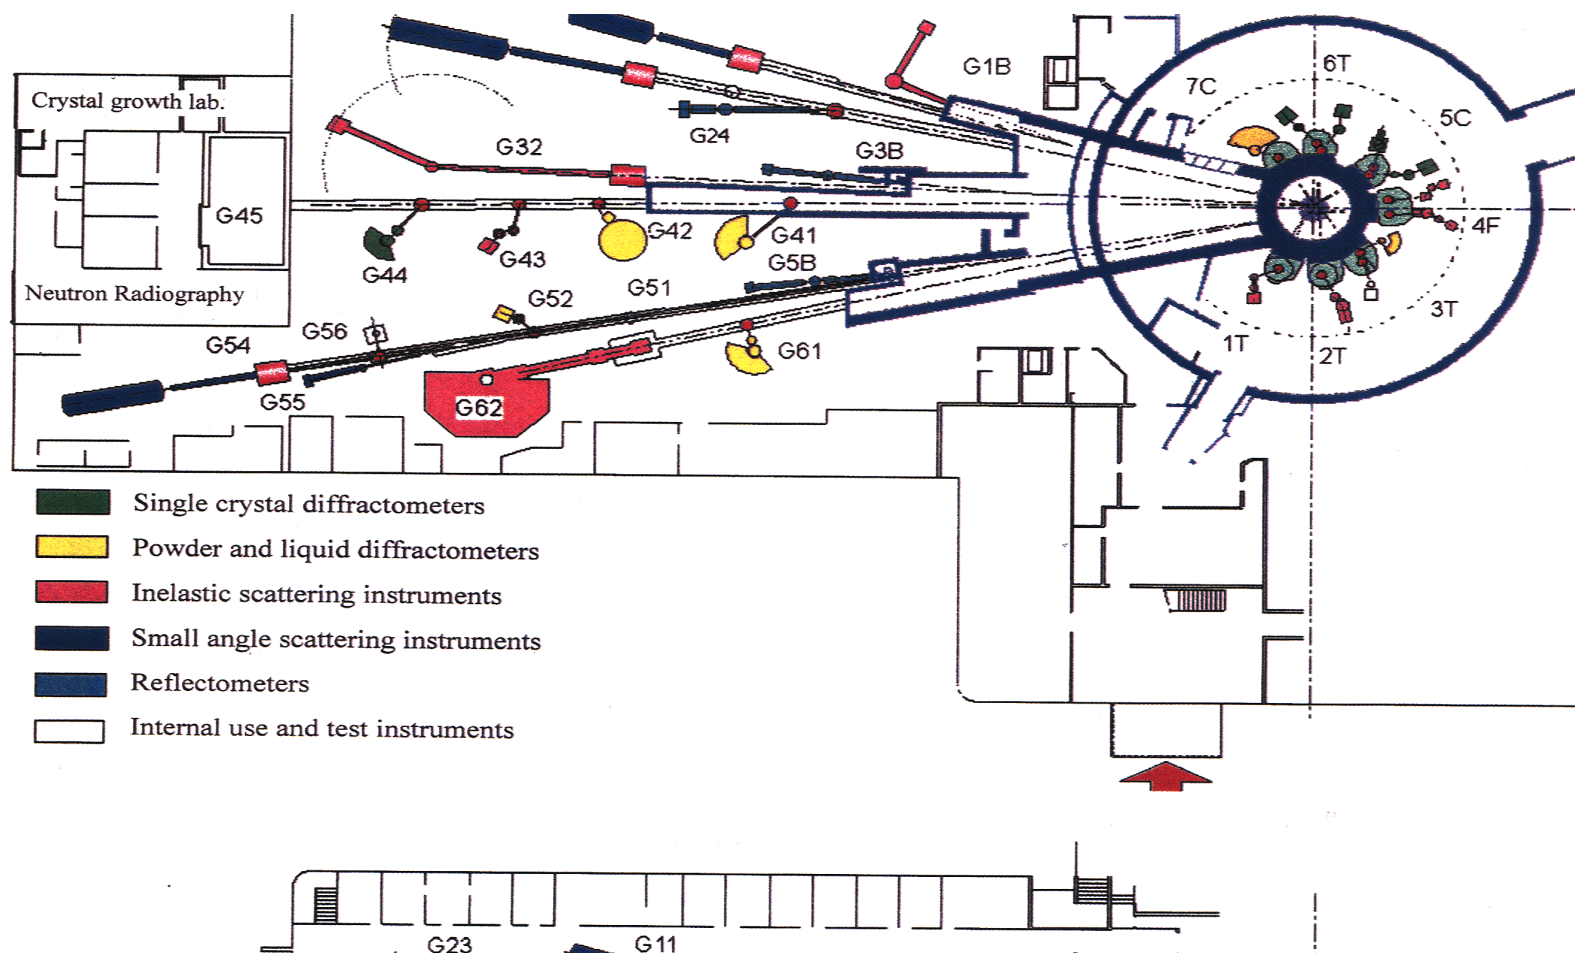 G1B
6T
7C
Crystal growth lab.
G24
5C
G32
G3B
G45
G42
G41
4F
G44
G43
G5B
Neutron Radiography
G51
G52
3T
G56
G54
1T
G61
2T
G55
G62
Single crystal diffractometers
Powder and liquid diffractometers
Inelastic scattering instruments
Small angle scattering instruments
Reflectometers
Internal use and test instruments
G23
G11